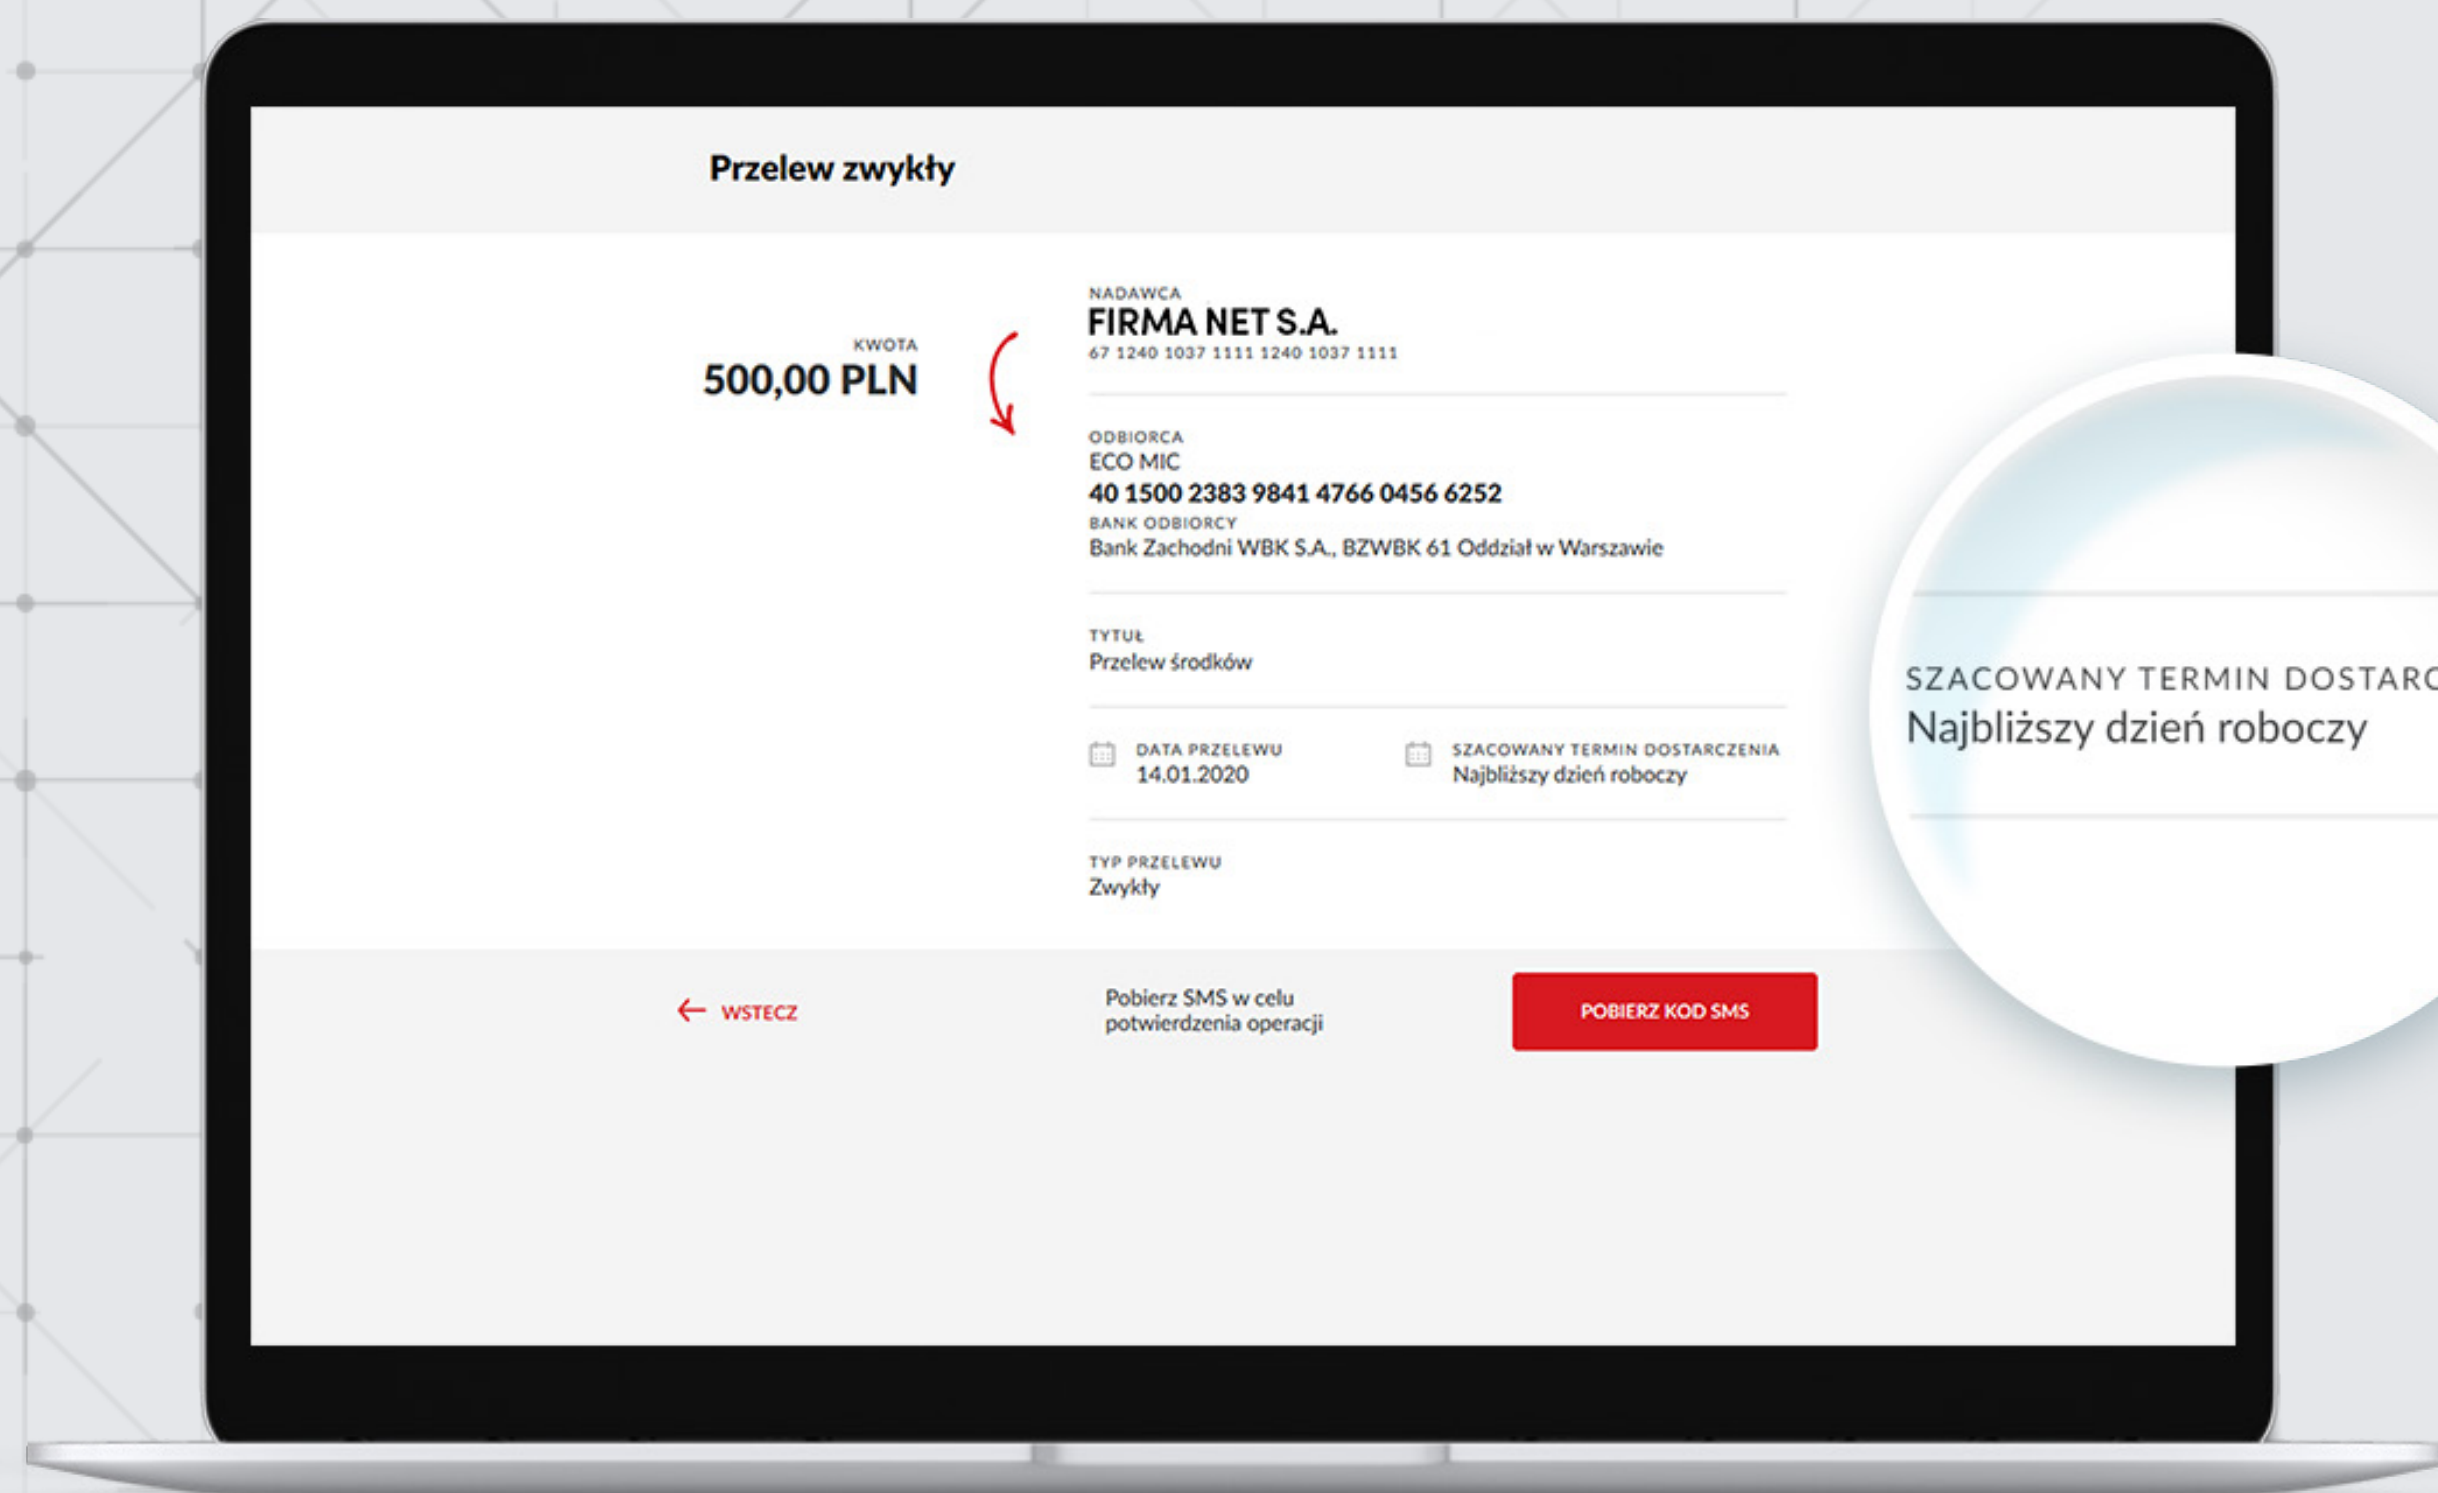 Przelew zwykły
KWOTA
500,00 PLN
NADAWCA
FIRMA NET S.A.
67 1240 1037 1111 1240 1037 1111
ODBIORCA
ECO MIC
40 1500 2383 9841 4766 0456 6252
BANK ODBIORCY
Bank Zachodni WBK S.A., BZWBK 61 Oddział w Warszawie
TYTUŁ
Przelew środków
DATA PRZELEWU
14.01.2020
SZACOWANY TERMIN DOSTARCZENIA
Najbliższy dzień roboczy
TYP PRZELEWU
Zwykły
WSTECZ
Pobierz SMS w celu
potwierdzenia operacji
POBIERZ KOD SMS
SZACOWANY TERMIN DOSTARC
Najbliższy dzień roboczy